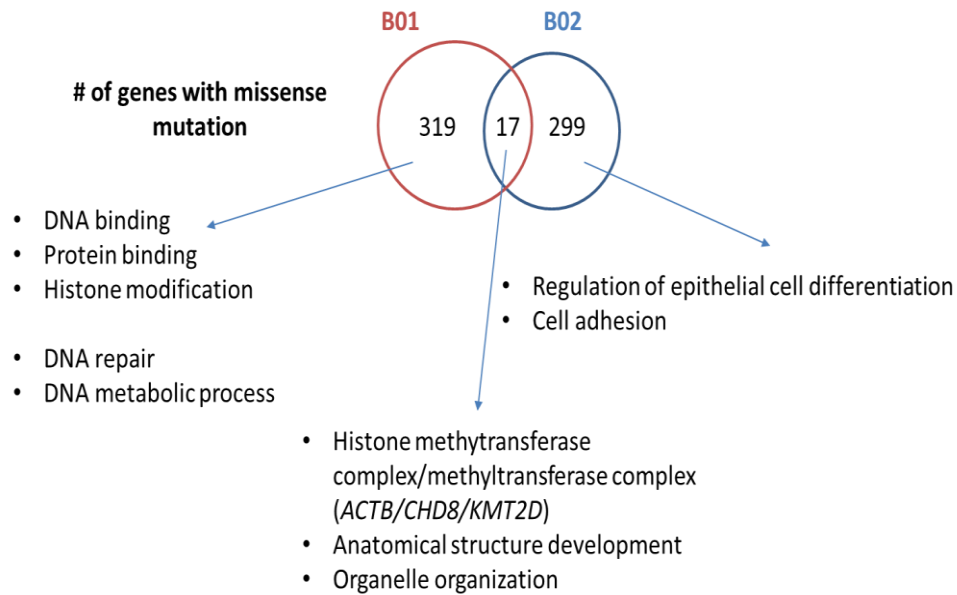 B01
B02
# of genes with missense
mutation
319
17
299
• DNA binding
• Protein binding
• Histone modification
• DNA repair
• DNA metabolic process
• Regulation of epithelial cell differentiation
• Cell adhesion
• Histone methytransferase
complex/methyltransferase complex
(ACTB/CHD8/KMT2D)
• Anatomical structure development
• Organelle organization